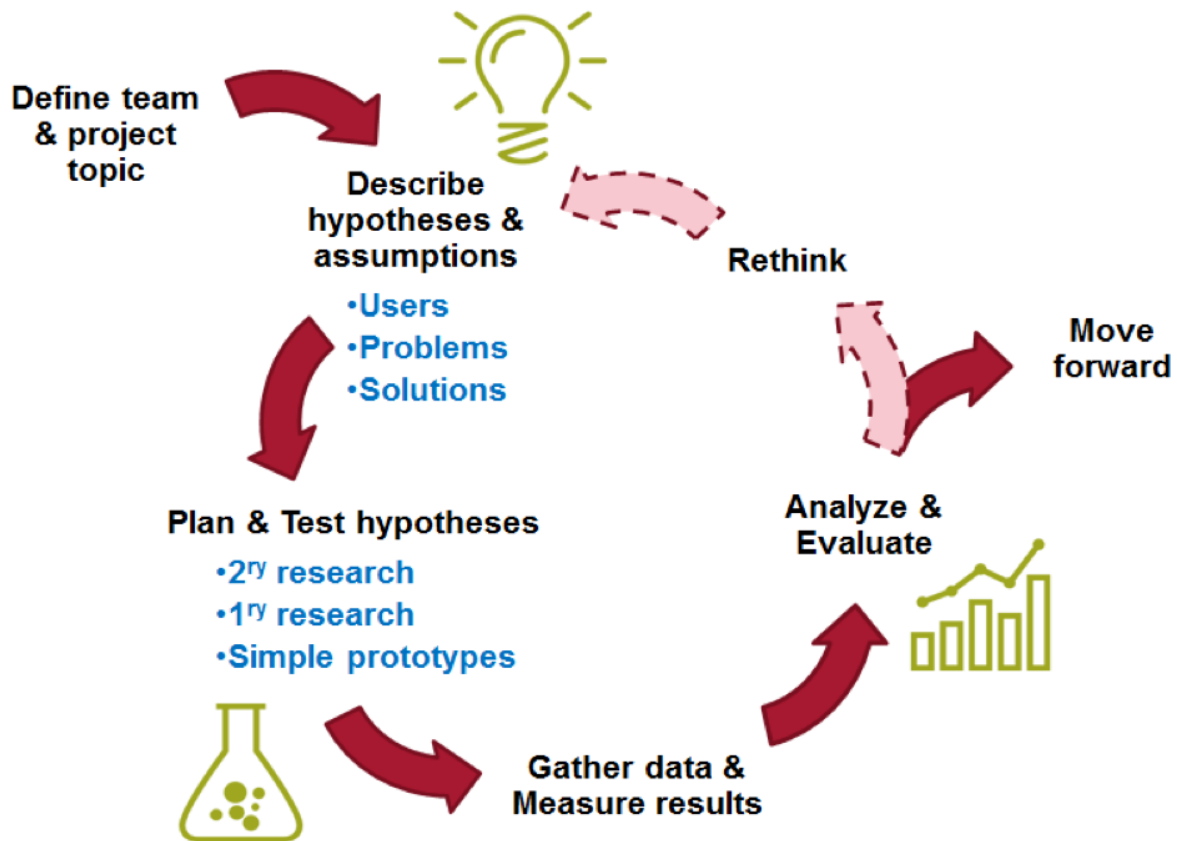 Define team
& project
topic
Describe
hypotheses &
assumptions
•Users
•Problems
•Solutions
Plan & Test hypotheses
•2ʳʸ research
•1ʳʸ research
•Simple prototypes
Gather data &
Measure results
Analyze &
Evaluate
Rethink
Move
forward